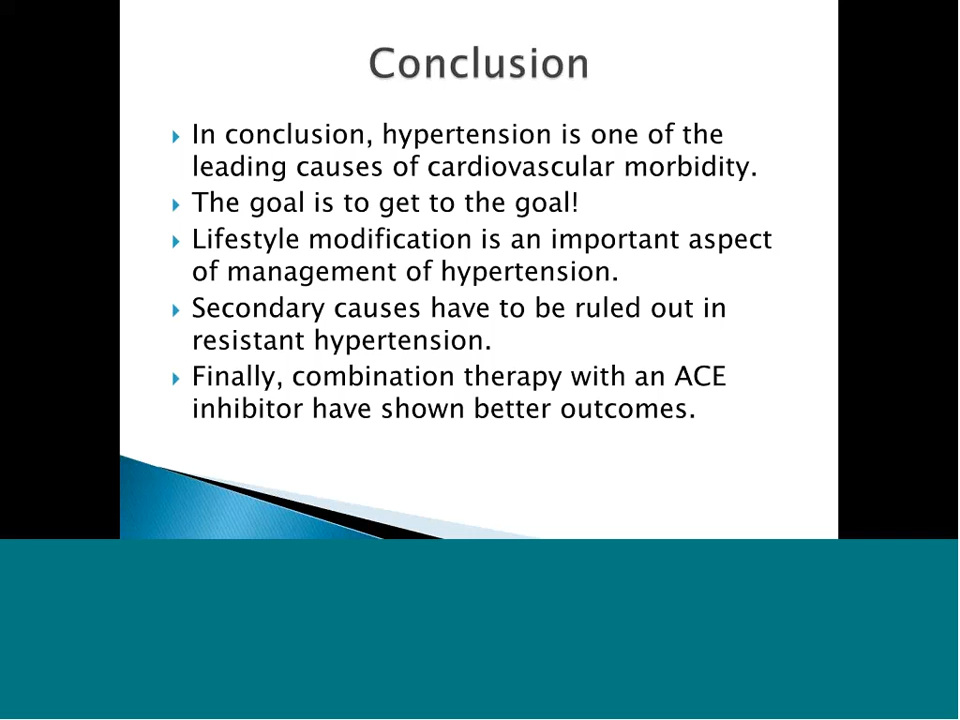 Conclusion
In conclusion, hypertension is one of the
leading causes of cardiovascular morbidity.
The goal is to get to the goal!
Lifestyle modification is an important aspect
of management of hypertension.
Secondary causes have to be ruled out in
resistant hypertension.
Finally, combination therapy with an ACE
inhibitor have shown better outcomes.